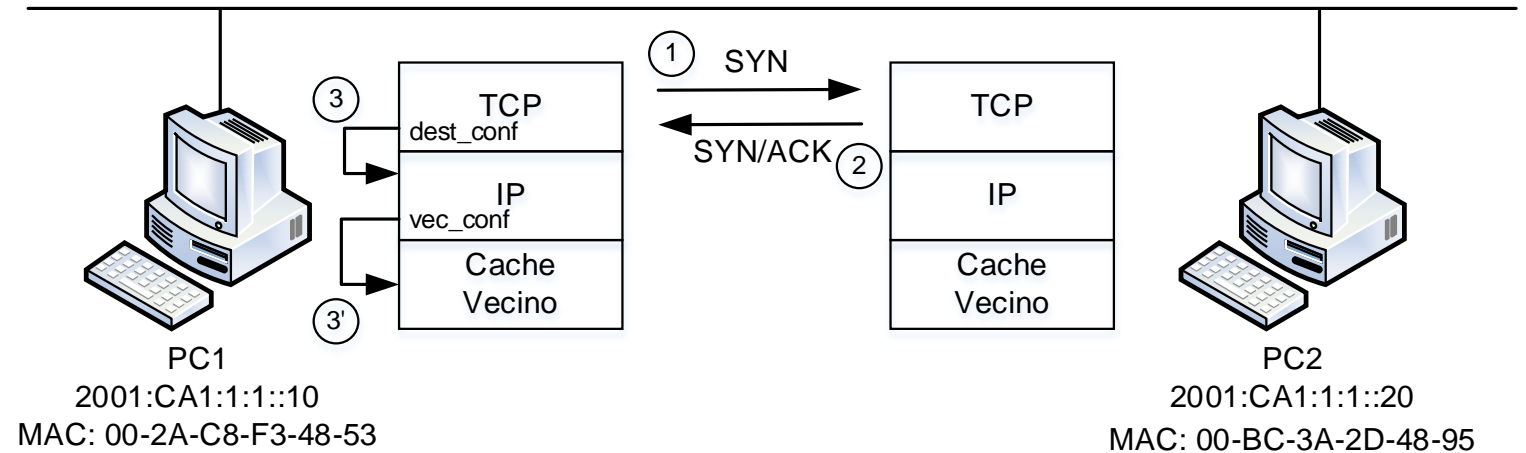 1
SYN
3
TCP
dest_conf
TCP
SYN/ACK
2
IP
vec_conf
IP
Cache
Vecino
Cache
Vecino
3'
PC1
2001:CA1:1:1::10
MAC: 00-2A-C8-F3-48-53
PC2
2001:CA1:1:1::20
MAC: 00-BC-3A-2D-48-95